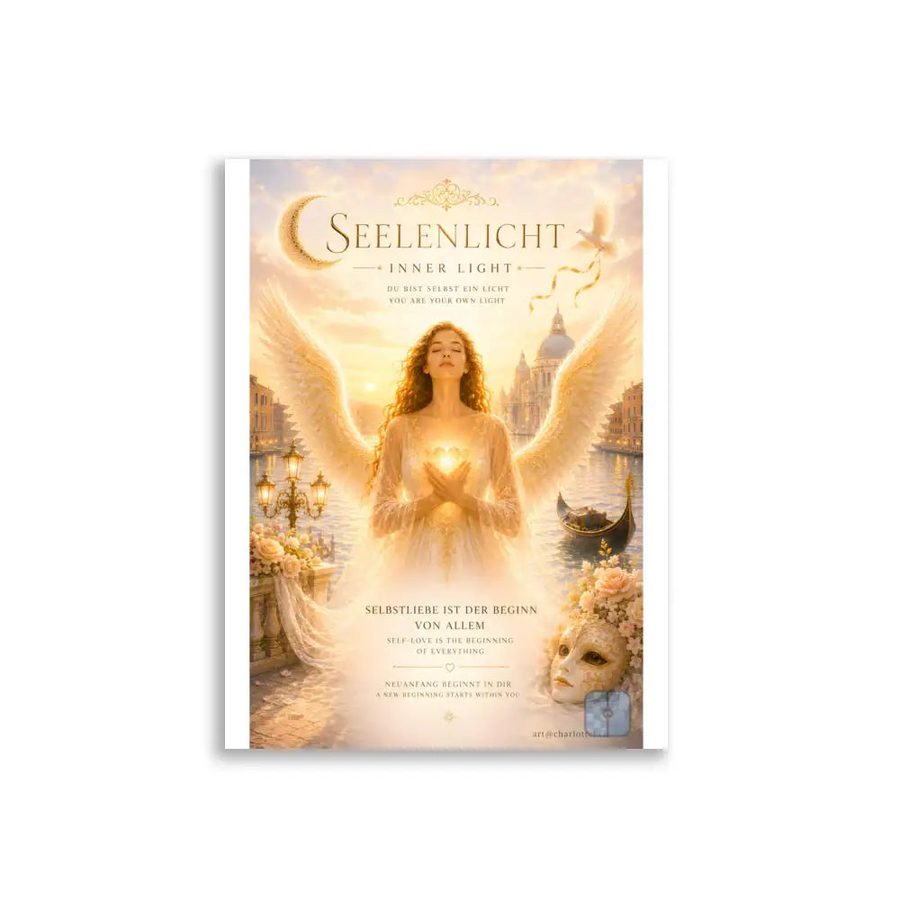 SEELENLICHT
INNER LIGHT
DU BIST SELBST EIN LICHT
YOU ARE YOUR OWN LIGHT
SELBSTLIEBE IST DER BEGINN
VON ALLEM
SELF-LOVE IS THE BEGINNING
OF EVERYTHING
NEUANFANG BEGINNT IN DIR
A NEW BEGINNING STARTS WITHIN YOU